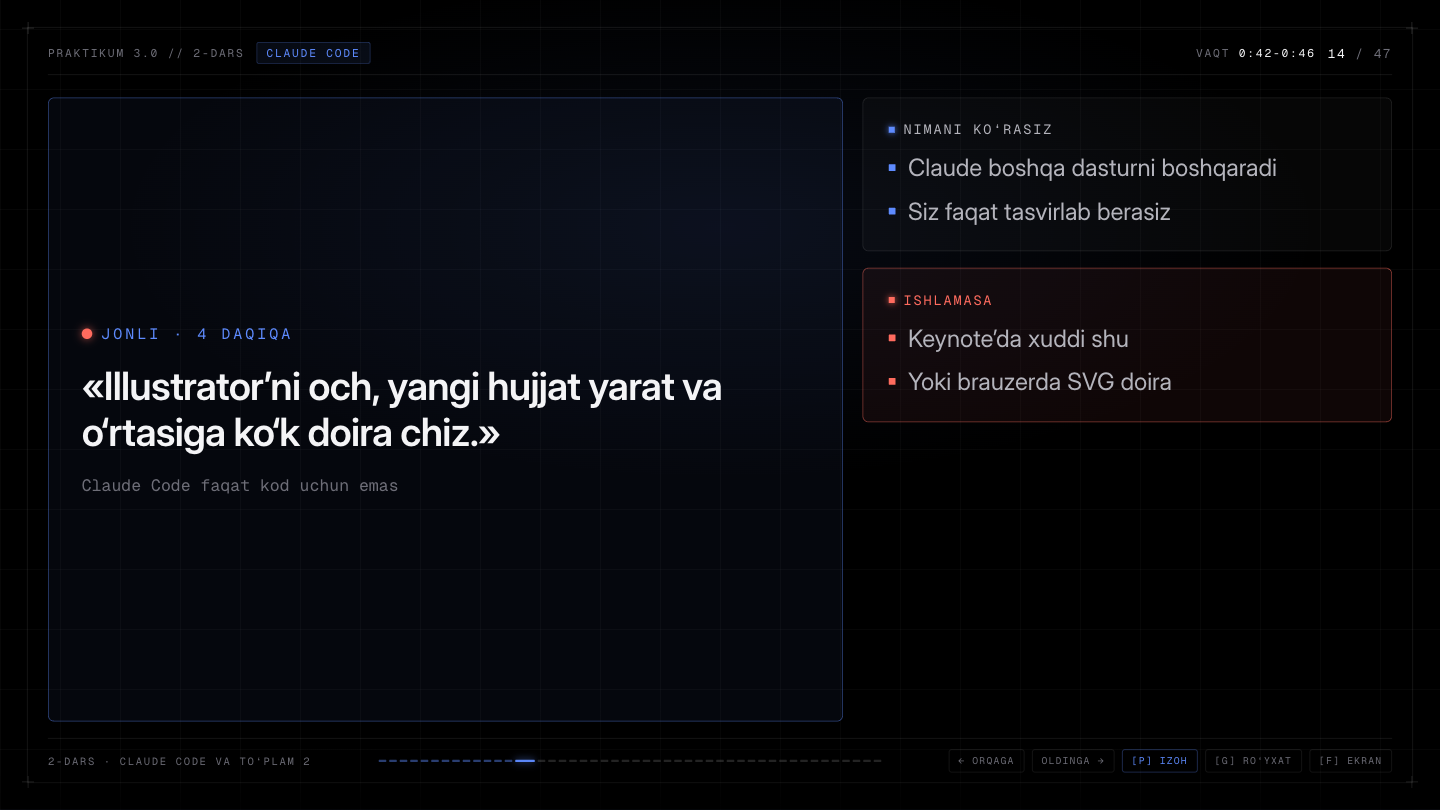 PRAKTIKUM 3.0 // 2-DARS CLAUDE CODE
VAQT 0:42-0:46 14 / 47
JONLI · 4 DAQIQA
«Illustrator’ni och, yangi hujjat yarat va
o‘rtasiga ko‘k doira chiz.»
Claude Code faqat kod uchun emas
NIMANI KO‘RASIZ
Claude boshqa dasturni boshqaradi
Siz faqat tasvirlab berasiz
ISHLAMASA
Keynote’da xuddi shu
Yoki brauzerda SVG doira
2-DARS · CLAUDE CODE VA TO‘PLAM 2
← ORQAGA OLDINGA → [P] IZOH [G] RO‘YXAT [F] EKRAN